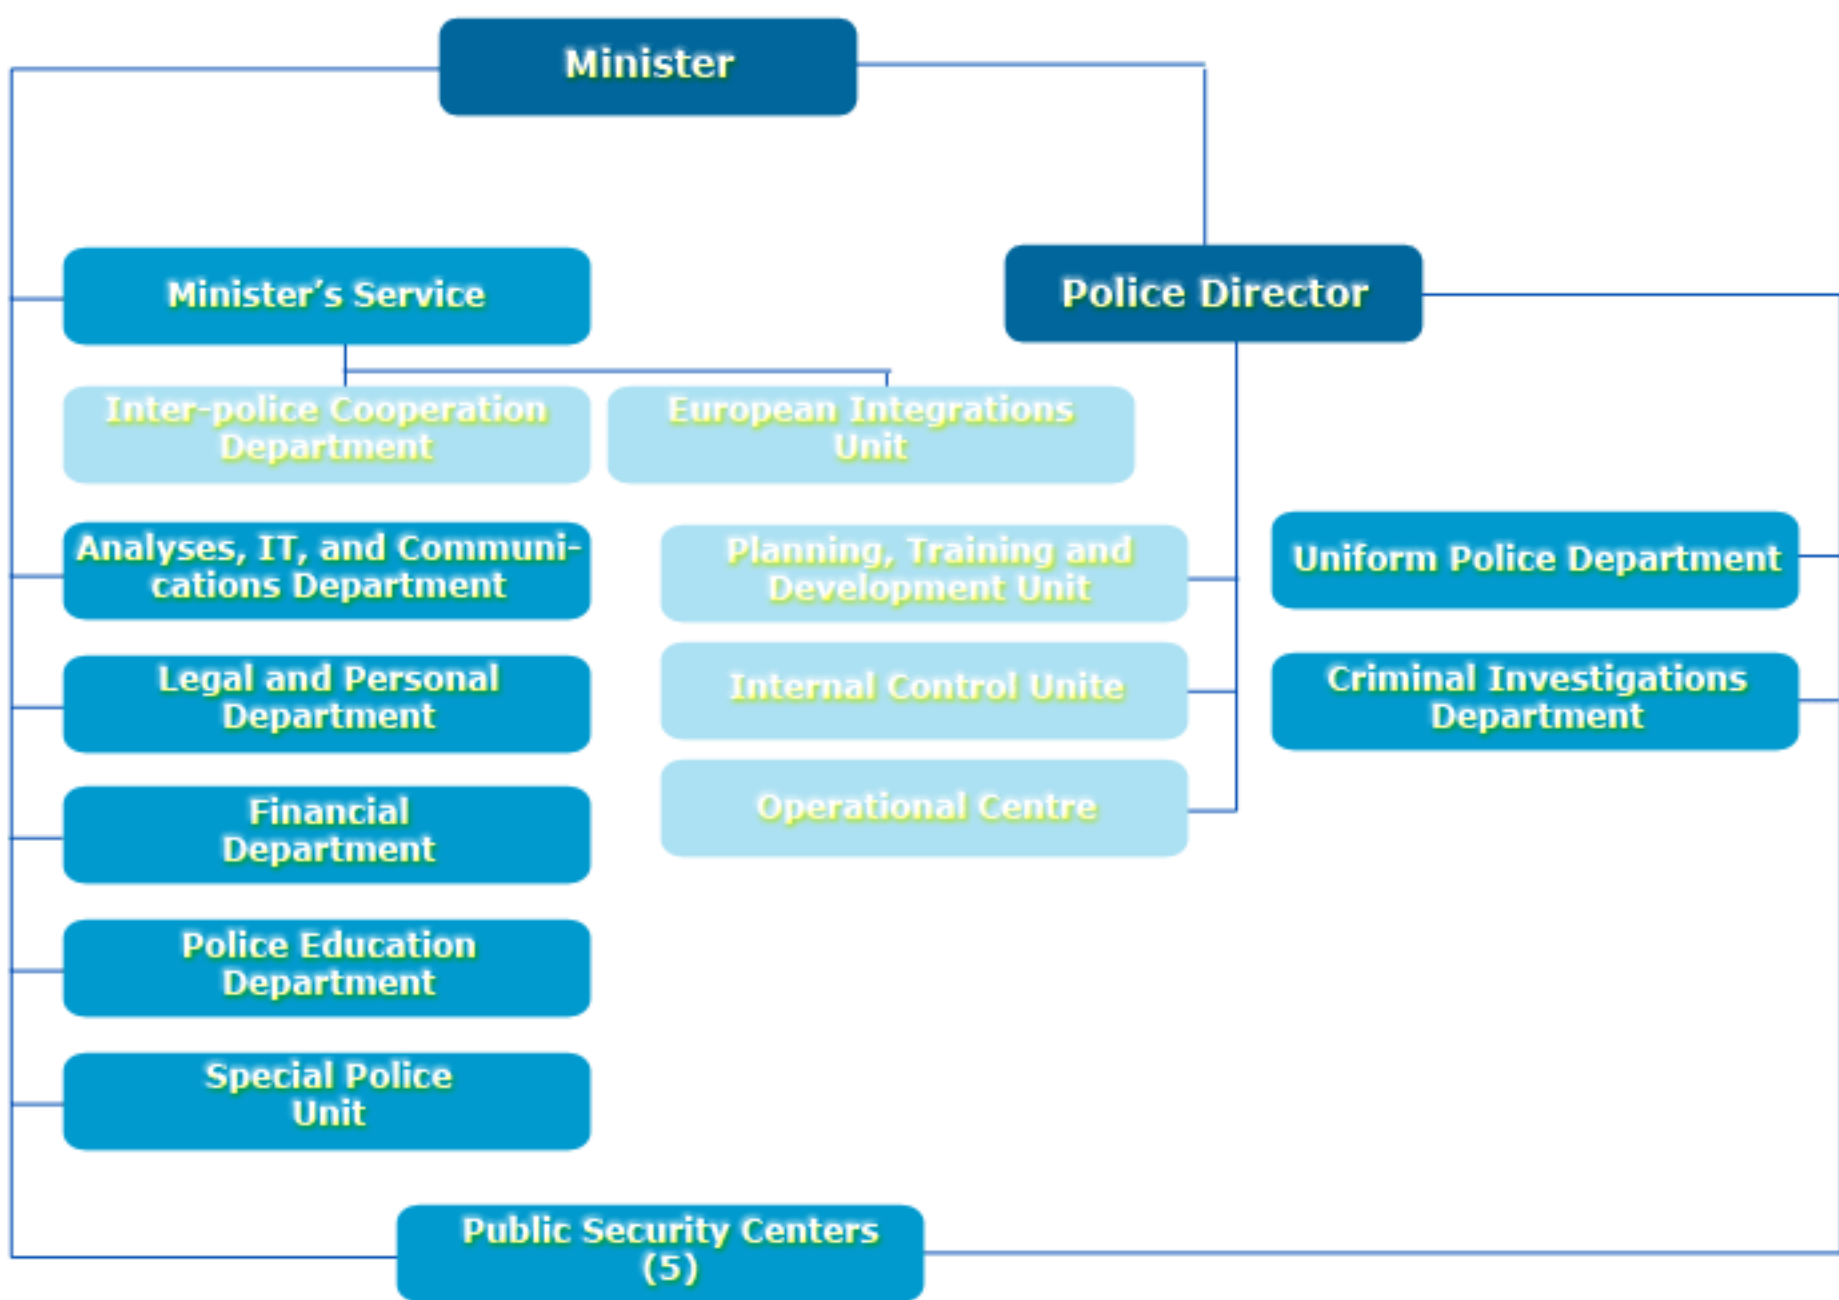 Minister
Minister’s Service
Police Director
Inter-police Cooperation
Department
European Integrations
Unit
Analyses, IT, and Communi-
cations Department
Planning, Training and
Development Unit
Uniform Police Department
Legal and Personal
Department
Internal Control Unite
Criminal Investigations
Department
Financial
Department
Operational Centre
Police Education
Department
Special Police
Unit
Public Security Centers
(5)